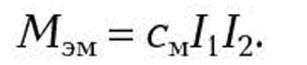 Mэм = cмI1I2.